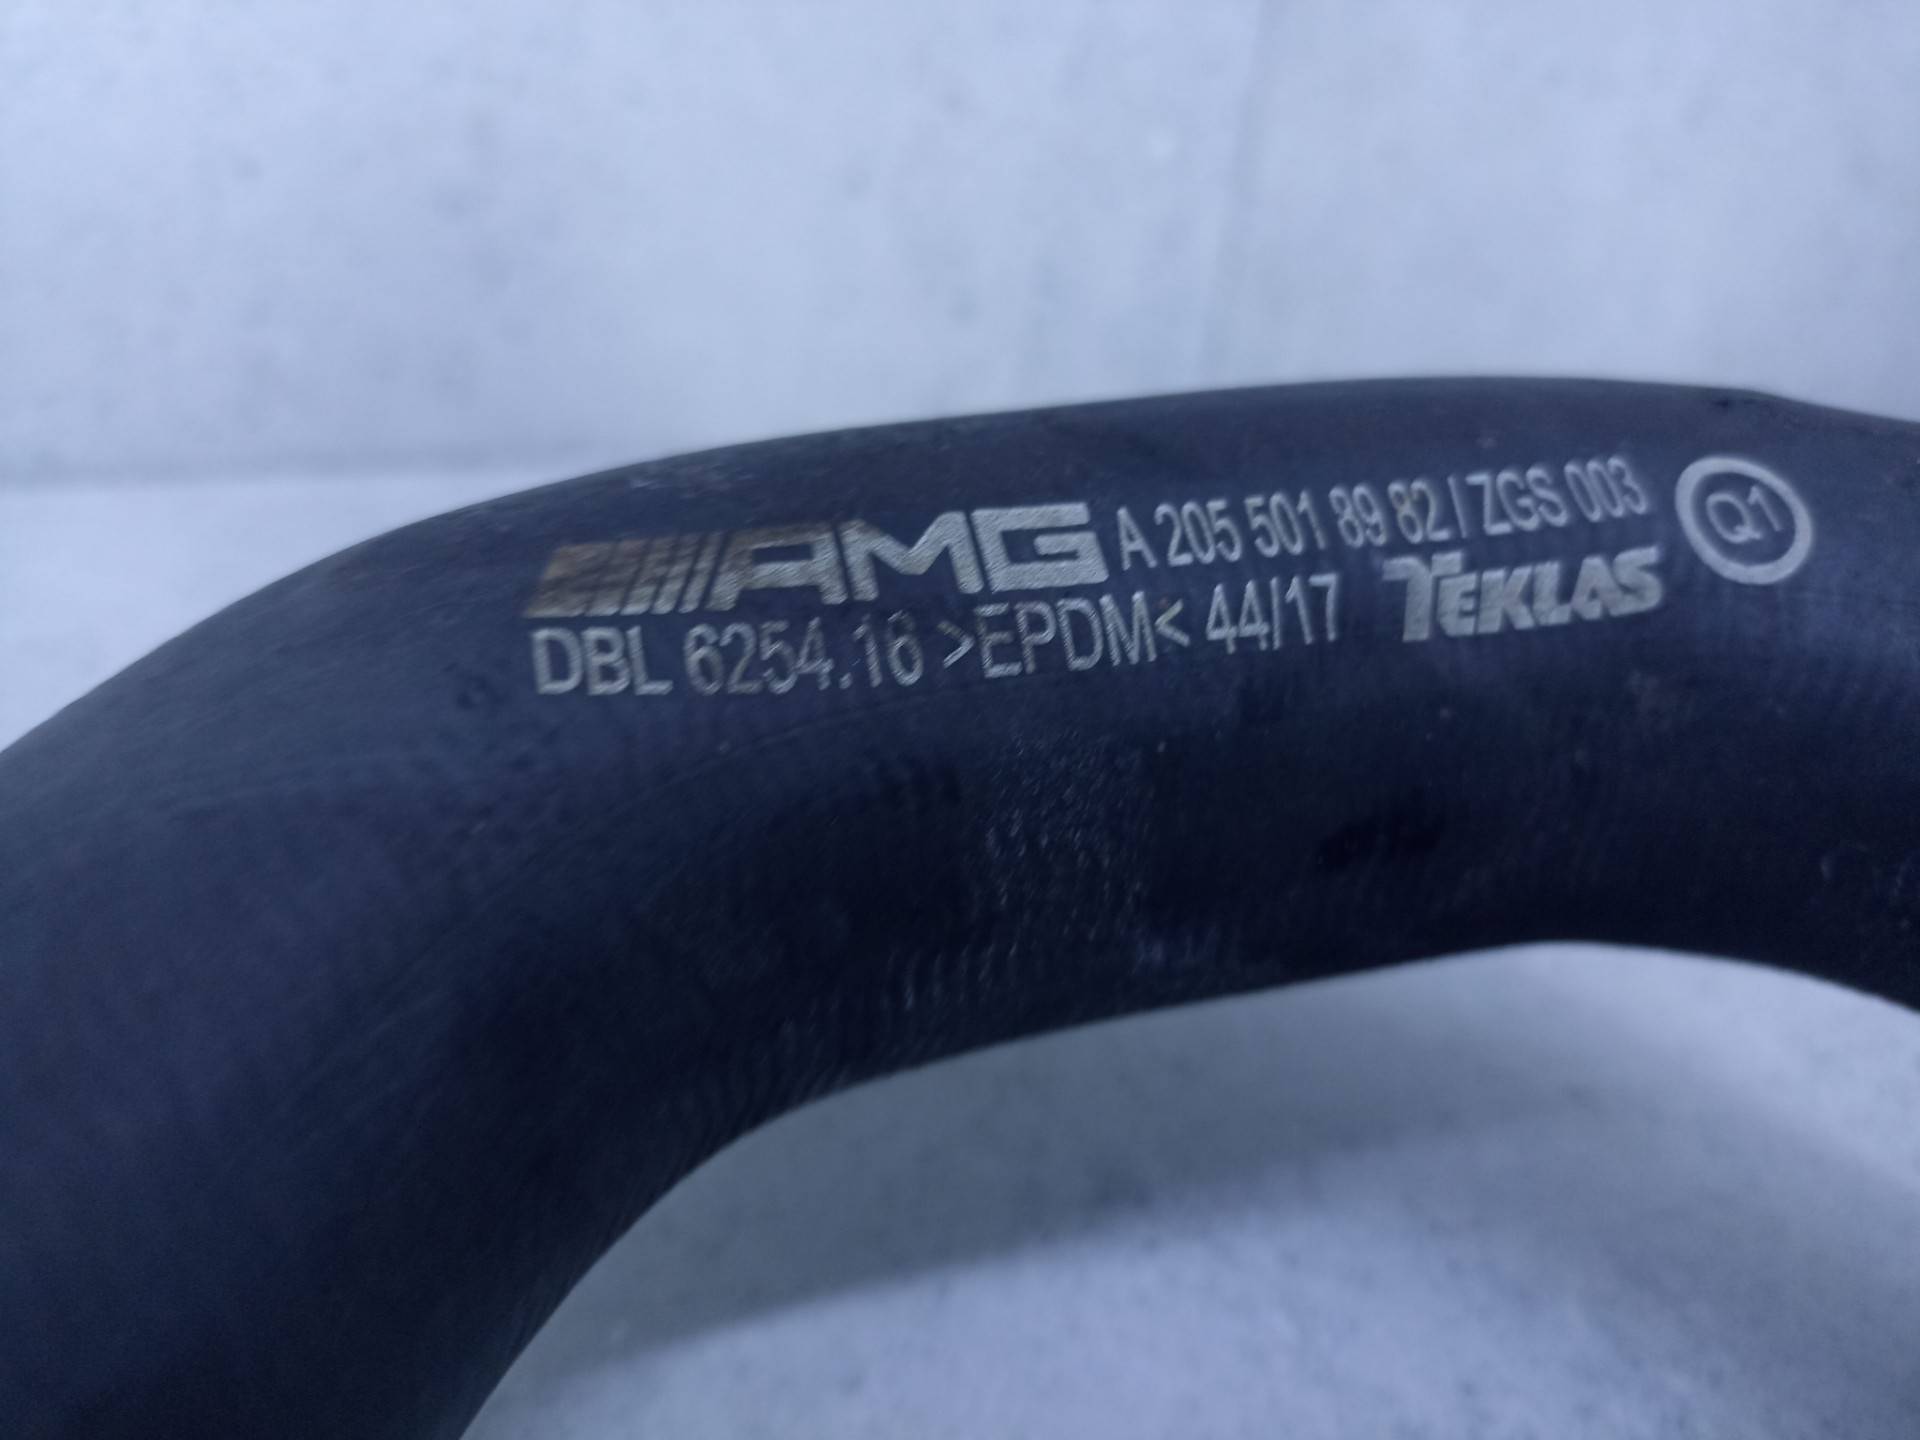 AMG A 205 501 89 82 / ZGS 003 Q1
DBL 6254.16 >EPDM< 44/17 TEKLAS